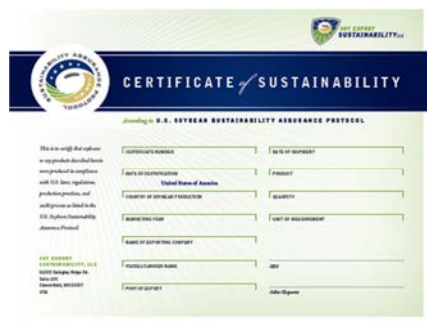 SOY EXPORT
SUSTAINABILITY, LLC
SUSTAINABILITY ASSURANCE PROTOCOL
CERTIFICATE of SUSTAINABILITY
According to U.S. SOYBEAN SUSTAINABILITY ASSURANCE PROTOCOL
This is to certify that soybeans
or soy products described herein
were produced in compliance
with U.S. laws, regulations,
production practices, and
audit process as listed in the
U.S. Soybean Sustainability
Assurance Protocol.
SOY EXPORT
SUSTAINABILITY, LLC
Suite 100
USA
CERTIFICATE NUMBER
DATE OF CERTIFICATION
United States of America
COUNTRY OF SOYBEAN PRODUCTION
MARKETING YEAR
NAME OF EXPORTING COMPANY
VESSEL/CARRIER NAME
PORT OF EXPORT
DATE OF SHIPMENT
PRODUCT
QUANTITY
UNIT OF MEASUREMENT